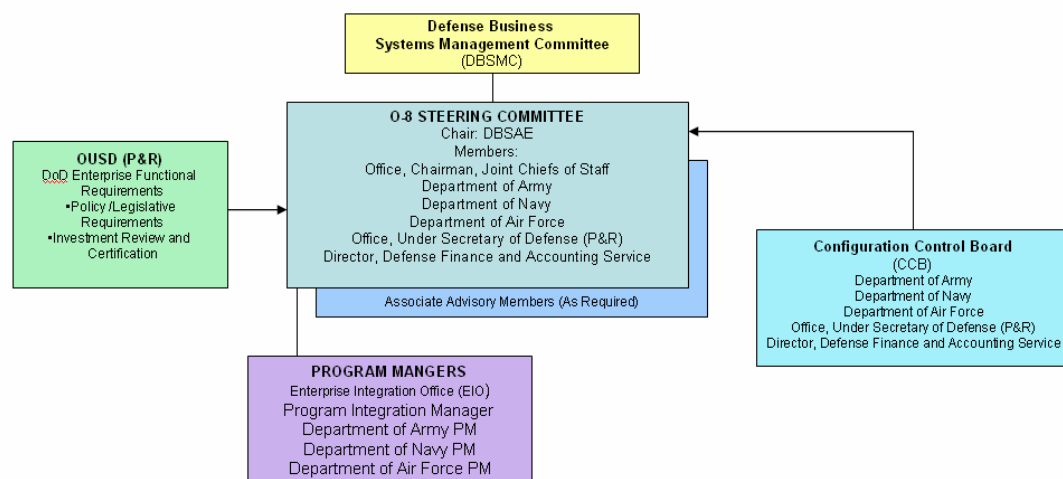 Defense Business
Systems Management Committee
(DBSMC)
O-8 STEERING COMMITTEE
Chair: DBSAE
Members:
Office, Chairman, Joint Chiefs of Staff
Department of Army
Department of Navy
Department of Air Force
Office, Under Secretary of Defense (P&R)
Director, Defense Finance and Accounting Service
Associate Advisory Members (As Required)
OUSD (P&R)
DoD Enterprise Functional
Requirements
•Policy/Legislative
Requirements
•Investment Review and
Certification
Configuration Control Board
(CCB)
Department of Army
Department of Navy
Department of Air Force
Office, Under Secretary of Defense (P&R)
Director, Defense Finance and Accounting Service
PROGRAM MANGERS
Enterprise Integration Office (EIO)
Program Integration Manager
Department of Army PM
Department of Navy PM
Department of Air Force PM